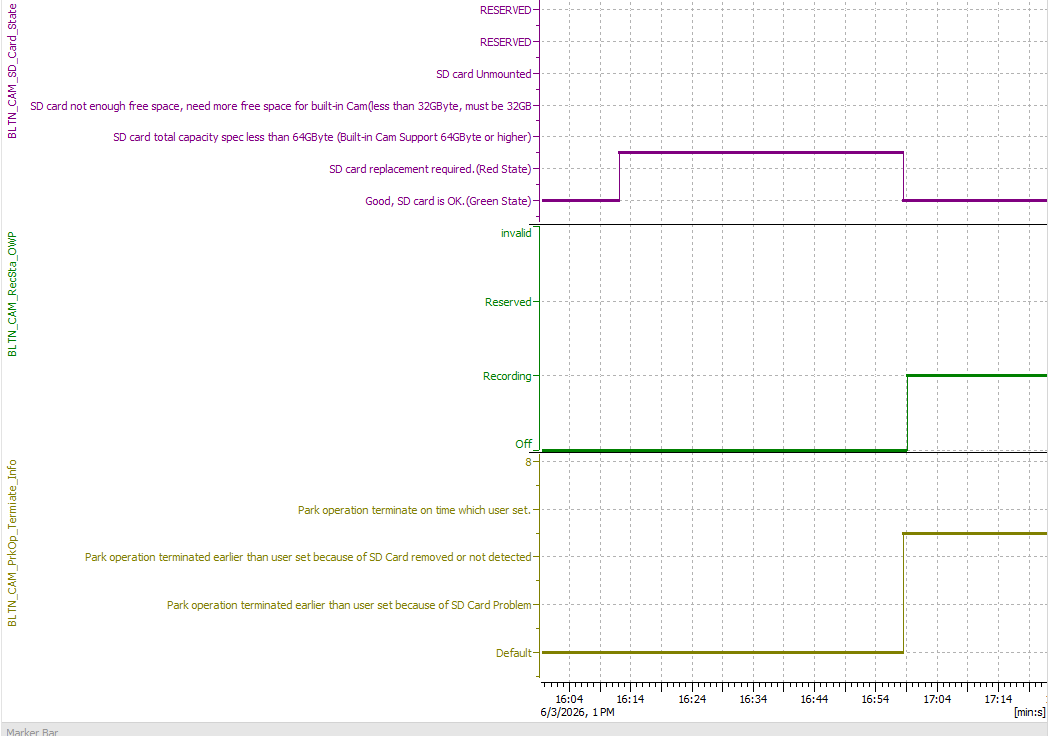 BLTN_CAM_SD_Card_State
RESERVED
RESERVED
SD card Unmounted
SD card not enough free space, need more free space for built-in Cam(less than 32GByte, must be 32GB
SD card total capacity spec less than 64GByte (Built-in Cam Support 64GByte or higher)
SD card replacement required.(Red State)
Good, SD card is OK.(Green State)
BLTN_CAM_RecSta_OWP
invalid
Reserved
Recording
Off
BLTN_CAM_PrkOp_Termiate_Info
8
Park operation terminate on time which user set.
Park operation terminated earlier than user set because of SD Card removed or not detected
Park operation terminated earlier than user set because of SD Card Problem
Default
16:04 16:14 16:24 16:34 16:44 16:54 17:04 17:14
6/3/2026, 1 PM [min:s]
Marker Bar